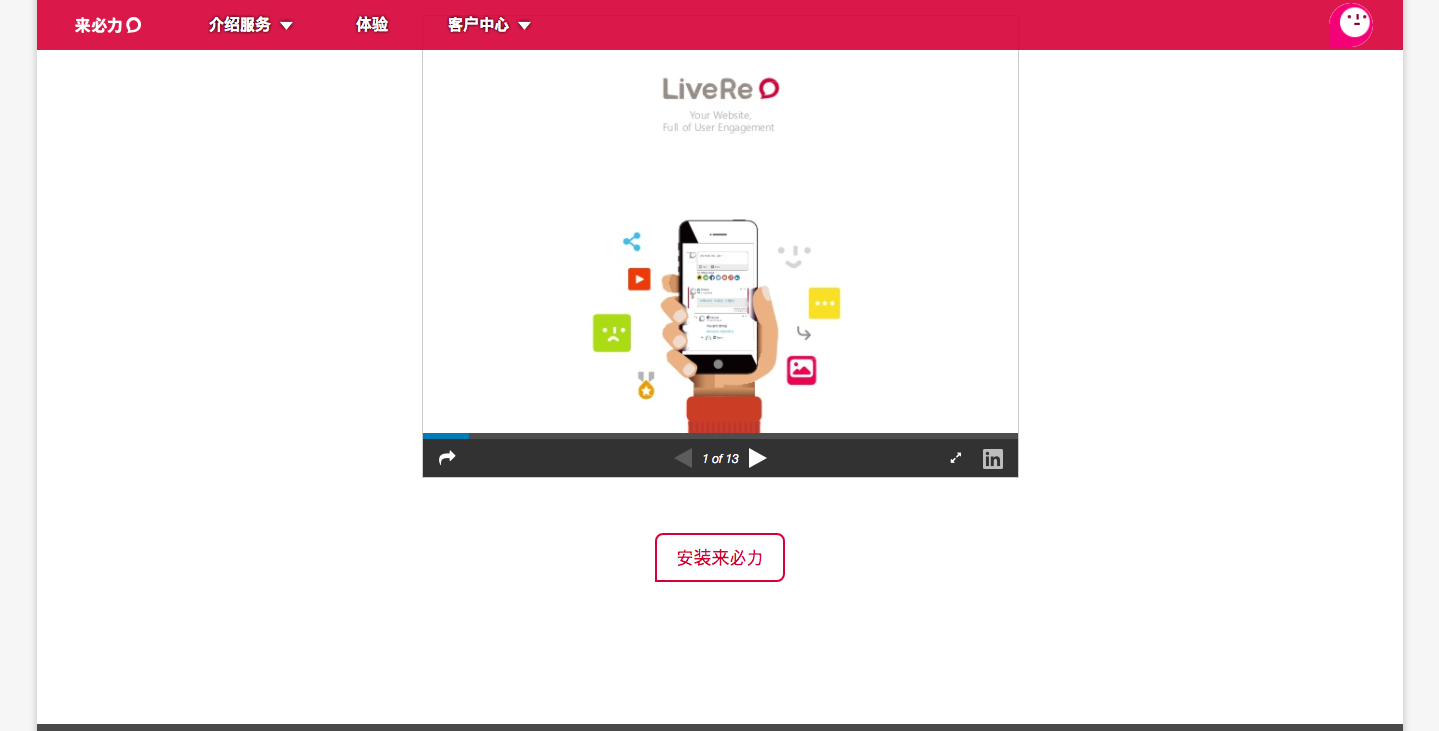 来必力
介绍服务
体验
客户中心
LiveRe
Your Website,
Full of User Engagement
1 of 13
in
安装来必力